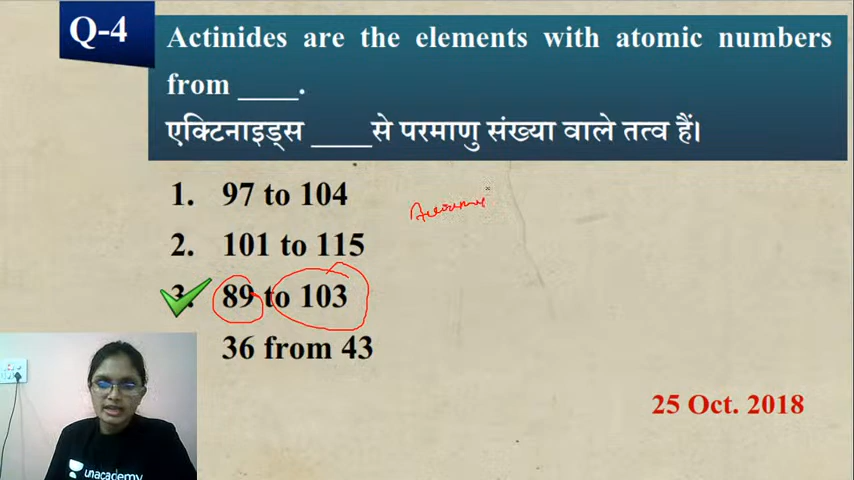 Q-4
Actinides are the elements with atomic numbers
from ____.
एक्टिनाइड्स ____से परमाणु संख्या वाले तत्व हैं।
1. 97 to 104
2. 101 to 115
3. 89 to 103
36 from 43
25 Oct. 2018
unacademy